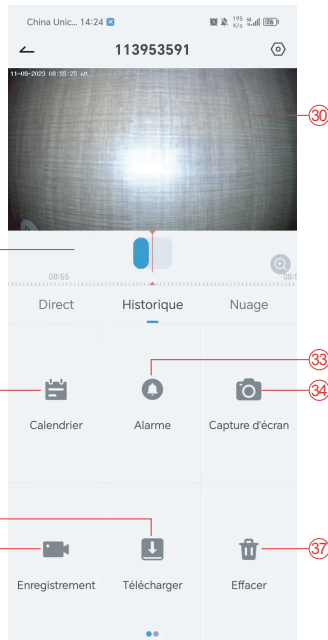 China Unic... 14:24
195 K/s
113953591
11-09-2023 08:55:25 AM
30
08:55
Direct Historique Nuage
33
34
Calendrier Alarme Capture d'écran
37
Enregistrement Télécharger Effacer